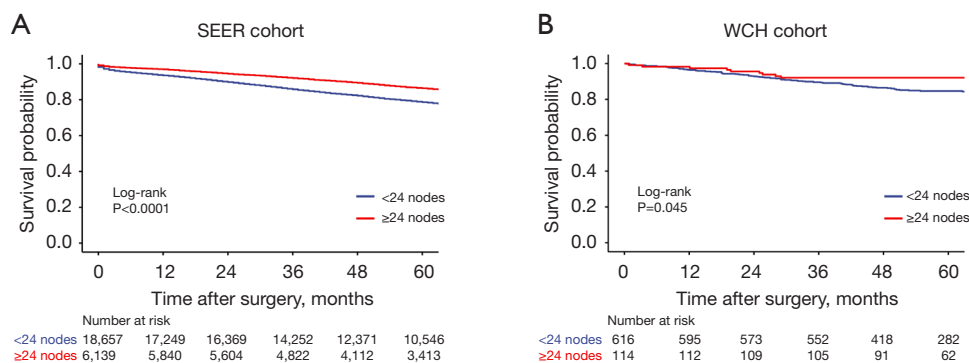 A
SEER cohort
Survival probability
1.0
0.8
0.6
0.4
0.2
0.0
Log-rank
P<0.0001
<24 nodes
≥24 nodes
0 12 24 36 48 60
Time after surgery, months
Number at risk
<24 nodes 18,657 17,249 16,369 14,252 12,371 10,546
≥24 nodes 6,139 5,840 5,604 4,822 4,112 3,413
B
WCH cohort
Survival probability
1.0
0.8
0.6
0.4
0.2
0.0
Log-rank
P=0.045
<24 nodes
≥24 nodes
0 12 24 36 48 60
Time after surgery, months
Number at risk
<24 nodes 616 595 573 552 418 282
≥24 nodes 114 112 109 105 91 62